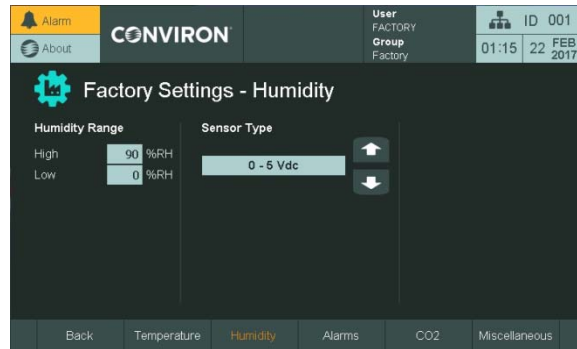 Alarm
About
CONVIRON
User
FACTORY
Group
Factory
ID 001
01:15 22 FEB 2017
Factory Settings - Humidity
Humidity Range
High 90 %RH
Low 0 %RH
Sensor Type
0 - 5 Vdc
Back Temperature Humidity Alarms CO2 Miscellaneous